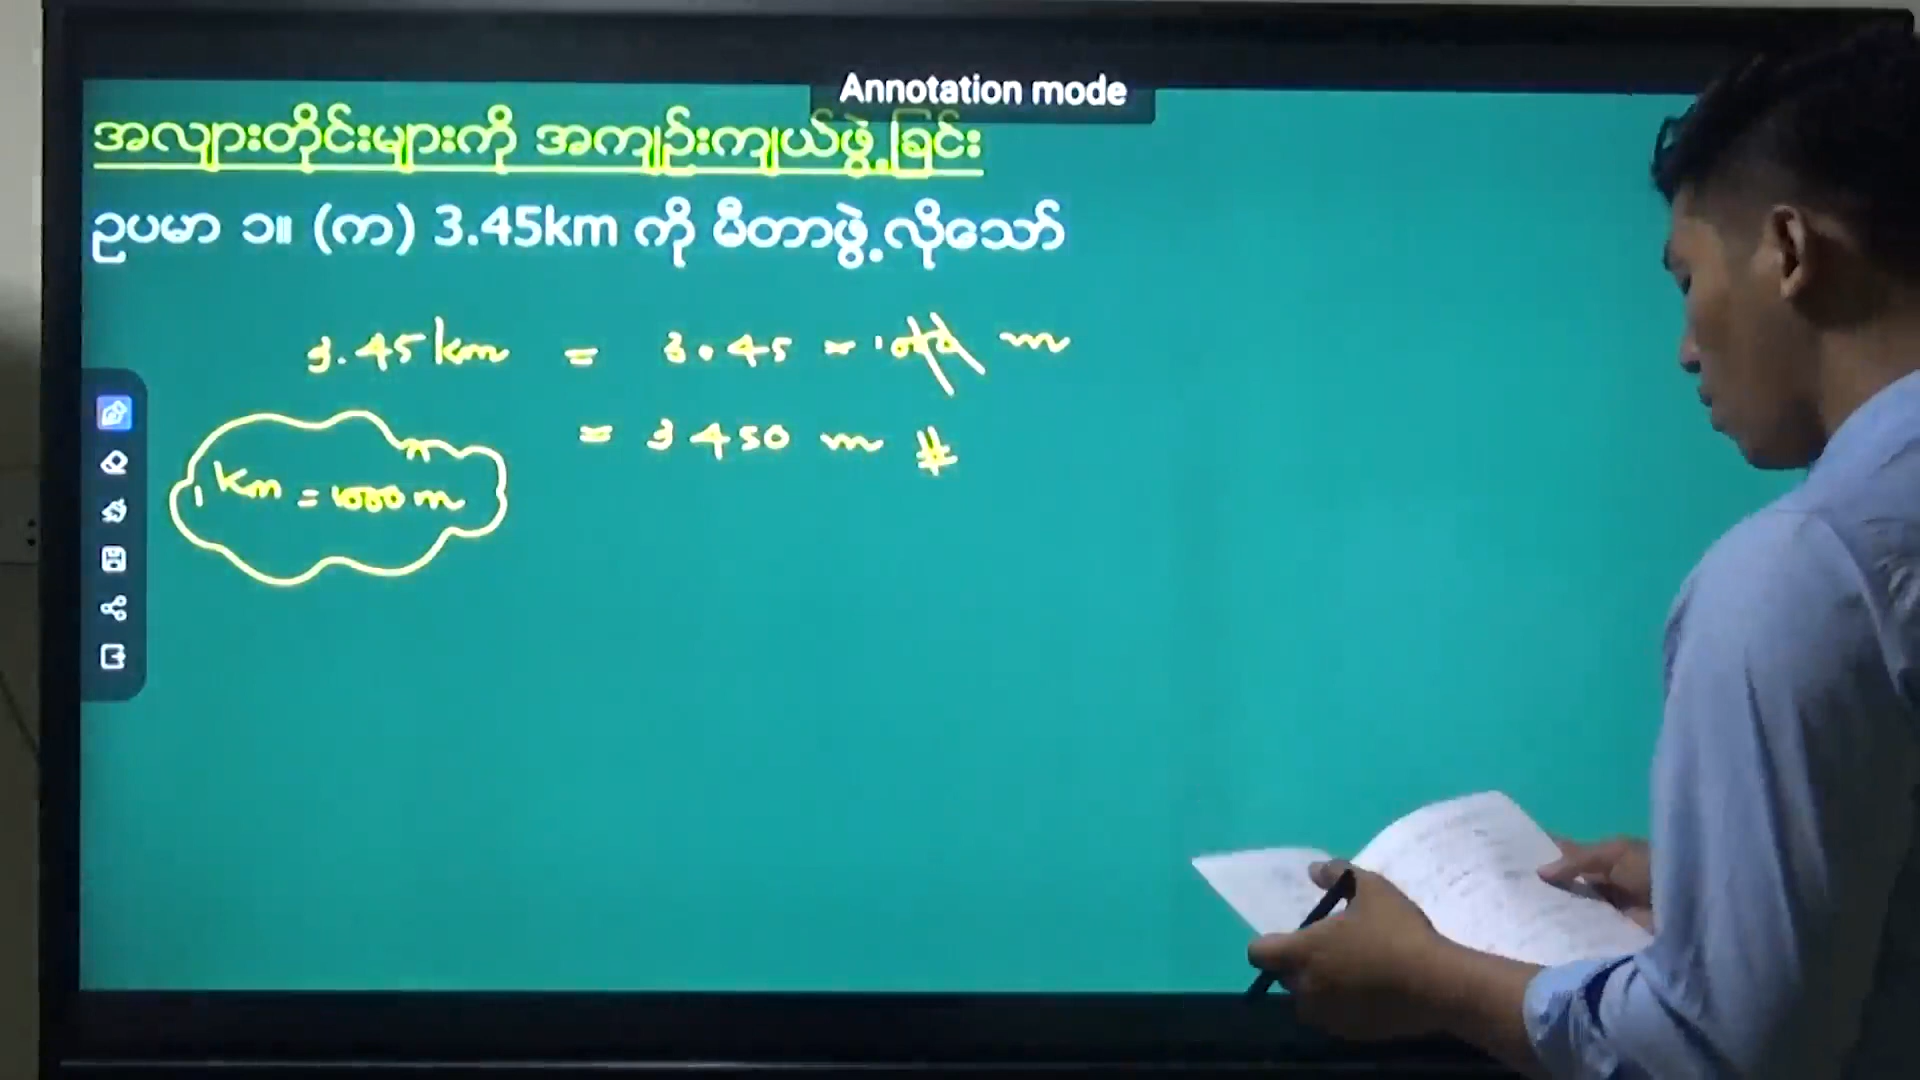 Annotation mode
အလျားတိုင်းများကို အကျဉ်းကျယ်ဖွဲ့ခြင်း
ဥပမာ ၁။ (က) 3.45km ကို မီတာဖွဲ့လိုသော်
3.45 km = 3.45 × 1000 m
= 3450 m #
1 km = 1000 m